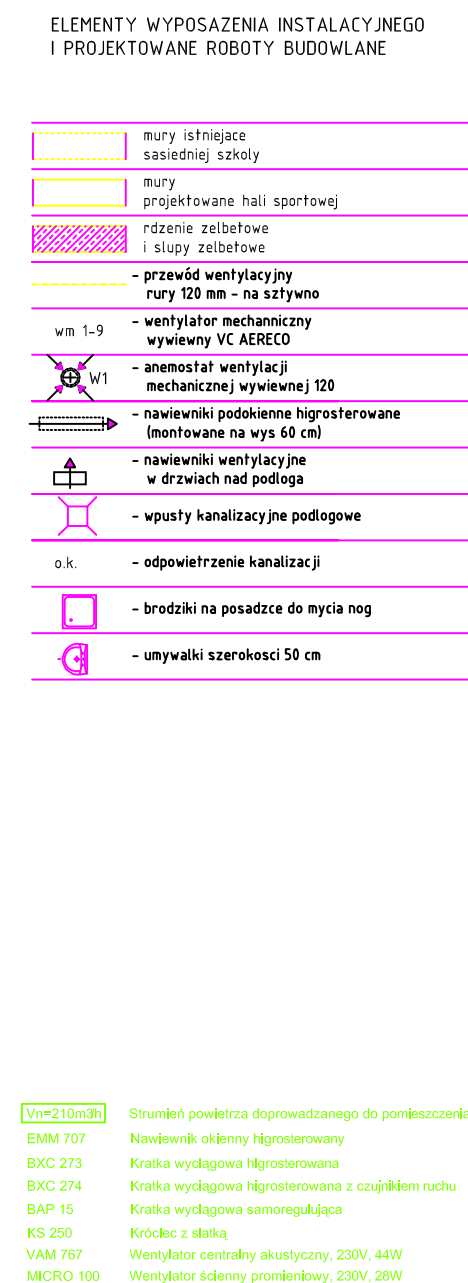 ELEMENTY WYPOSAZENIA INSTALACYJNEGO
I PROJEKTOWANE ROBOTY BUDOWLANE
mury istniejace
sasiedniej szkoly
mury
projektowane hali sportowej
rdzenie zelbetowe
i slupy zelbetowe
- przewód wentylacyjny
rury 120 mm - na sztywno
wm 1-9
- wentylator mechanniczny
wywiewny VC AERECO
W1
- anemostat wentylacji
mechanicznej wywiewnej 120
- nawiewniki podokienne higrosterowane
(montowane na wys 60 cm)
- nawiewniki wentylacyjne
w drzwiach nad podloga
- wpusty kanalizacyjne podlogowe
o.k. - odpowietrzenie kanalizacji
- brodziki na posadzce do mycia nog
- umywalki szerokosci 50 cm
Vn=210m3/h Strumień powietrza doprowadzanego do pomieszczenia
EMM 707 Nawiewnik okienny higrosterowany
BXC 273 Kratka wyciągowa higrosterowana
BXC 274 Kratka wyciągowa higrosterowana z czujnikiem ruchu
BAP 15 Kratka wyciągowa samoregulująca
KS 250 Króciec z siatką
VAM 767 Wentylator centralny akustyczny, 230V, 44W
MICRO 100 Wentylator ścienny promieniowy, 230V, 28W